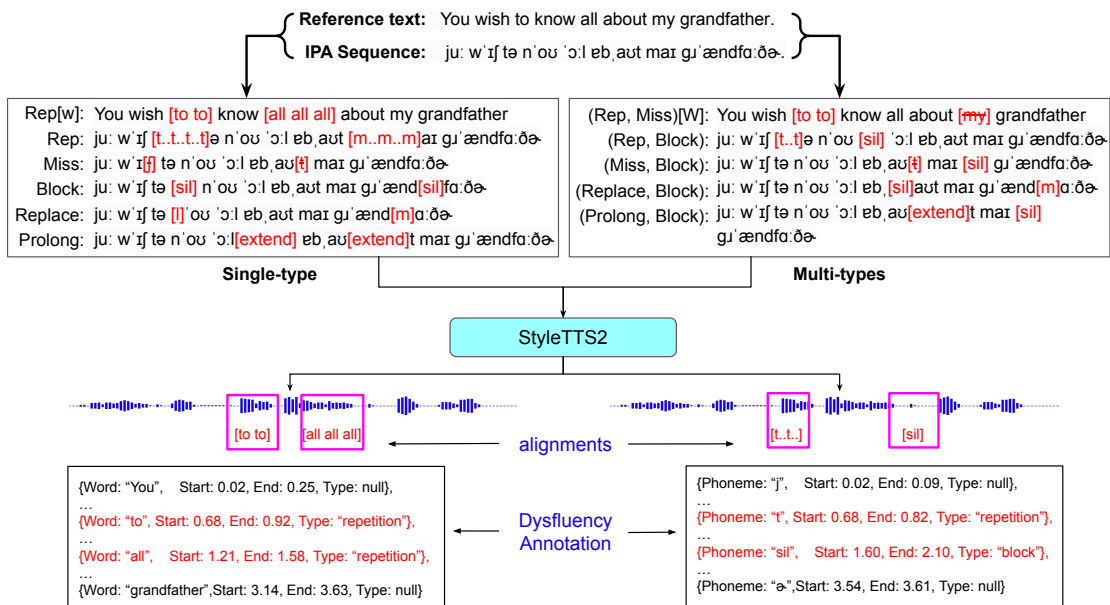 Reference text: You wish to know all about my grandfather.
IPA Sequence: juː wˈɪʃ tə nˈoʊ ˈɔːl ɐbˌaʊt maɪ ɡɹˈændfɑːðɚ.
Rep[w]: You wish [to to] know [all all all] about my grandfather
Rep: juː wˈɪʃ [t..t..t..t]ə nˈoʊ ˈɔːl ɐbˌaʊt [m..m..m]aɪ ɡɹˈændfɑːðɚ
Miss: juː wˈɪ[ʃ] tə nˈoʊ ˈɔːl ɐbˌaʊ[t] maɪ ɡɹˈændfɑːðɚ
Block: juː wˈɪʃ tə [sil] nˈoʊ ˈɔːl ɐbˌaʊt maɪ ɡɹˈænd[sil]fɑːðɚ
Replace: juː wˈɪʃ tə [l]ˈoʊ ˈɔːl ɐbˌaʊt maɪ ɡɹˈænd[m]ɑːðɚ
Prolong: juː wˈɪʃ tə nˈoʊ ˈɔːl[extend] ɐbˌaʊ[extend]t maɪ ɡɹˈændfɑːðɚ
(Rep, Miss)[W]: You wish [to to] know all about [my] grandfather
(Rep, Block): juː wˈɪʃ [t..t]ə nˈoʊ [sil] ˈɔːl ɐbˌaʊt maɪ ɡɹˈændfɑːðɚ
(Miss, Block): juː wˈɪʃ tə nˈoʊ ˈɔːl ɐbˌaʊ[t] maɪ [sil] ɡɹˈændfɑːðɚ
(Replace, Block): juː wˈɪʃ tə nˈoʊ ˈɔːl ɐbˌ[sil]aʊt maɪ ɡɹˈænd[m]ɑːðɚ
(Prolong, Block): juː wˈɪʃ tə nˈoʊ ˈɔːl ɐbˌaʊ[extend]t maɪ [sil]
ɡɹˈændfɑːðɚ
Single-type
Multi-types
StyleTTS2
[to to]
[all all all]
[t..t..]
[sil]
alignments
{Word: “You”, Start: 0.02, End: 0.25, Type: null},
…
{Word: “to”, Start: 0.68, End: 0.92, Type: “repetition”},
…
{Word: “all”, Start: 1.21, End: 1.58, Type: “repetition”},
…
{Word: “grandfather”,Start: 3.14, End: 3.63, Type: null}
Dysfluency
Annotation
{Phoneme: “j”, Start: 0.02, End: 0.09, Type: null},
…
{Phoneme: “t”, Start: 0.68, End: 0.82, Type: “repetition”},
…
{Phoneme: “sil”, Start: 1.60, End: 2.10, Type: “block”},
…
{Phoneme: “ɚ”,Start: 3.54, End: 3.61, Type: null}